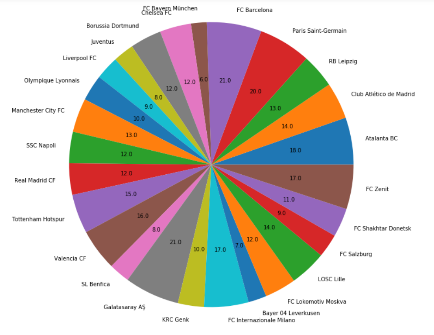 FC Bayern München
Chelsea FC
FC Barcelona
Borussia Dortmund
Paris Saint-Germain
Juventus
RB Leipzig
Liverpool FC
Club Atlético de Madrid
Olympique Lyonnais
Atalanta BC
Manchester City FC
SSC Napoli
FC Zenit
Real Madrid CF
FC Shakhtar Donetsk
Tottenham Hotspur
FC Salzburg
Valencia CF
LOSC Lille
SL Benfica
FC Lokomotiv Moskva
Galatasaray AŞ
Bayer 04 Leverkusen
KRC Genk
FC Internazionale Milano
6.0
21.0
12.0
12.0
20.0
8.0
13.0
9.0
14.0
10.0
18.0
13.0
12.0
17.0
12.0
11.0
15.0
9.0
16.0
14.0
8.0
12.0
21.0
7.0
10.0
17.0